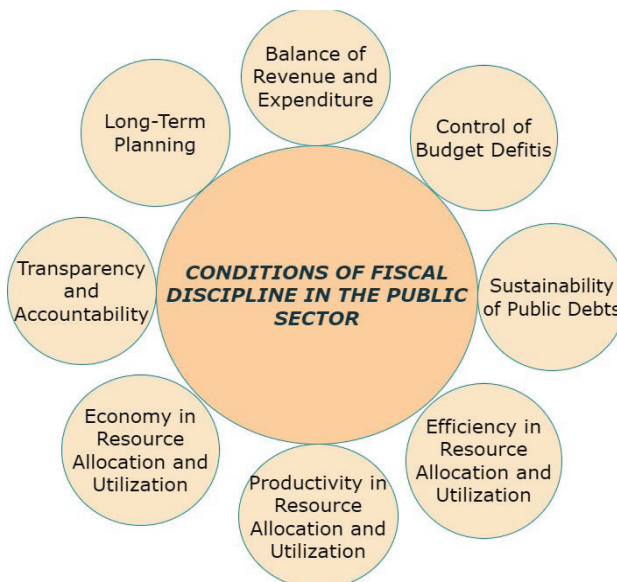 Balance of
Revenue and
Expenditure
Control of
Budget Defitis
Sustainability
of Public Debts
Efficiency in
Resource
Allocation and
Utilization
Productivity in
Resource
Allocation and
Utilization
Economy in
Resource
Allocation and
Utilization
Transparency
and
Accountability
Long-Term
Planning
CONDITIONS OF FISCAL
DISCIPLINE IN THE PUBLIC
SECTOR